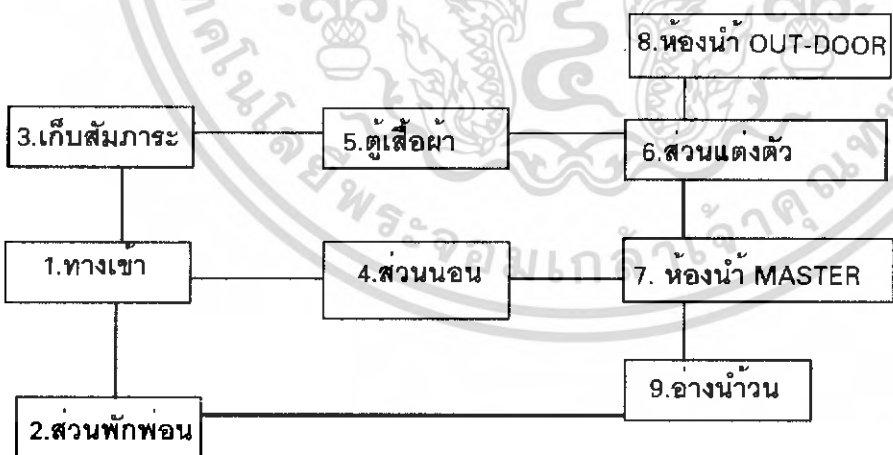 8.ห้องน้ำ OUT-DOOR
3.เก็บสัมภาระ
5.ตู้เสื้อผ้า
6.ส่วนแต่งตัว
1.ทางเข้า
4.ส่วนนอน
7. ห้องน้ำ MASTER
9.อ่างน้ำวน
2.ส่วนพักผ่อน